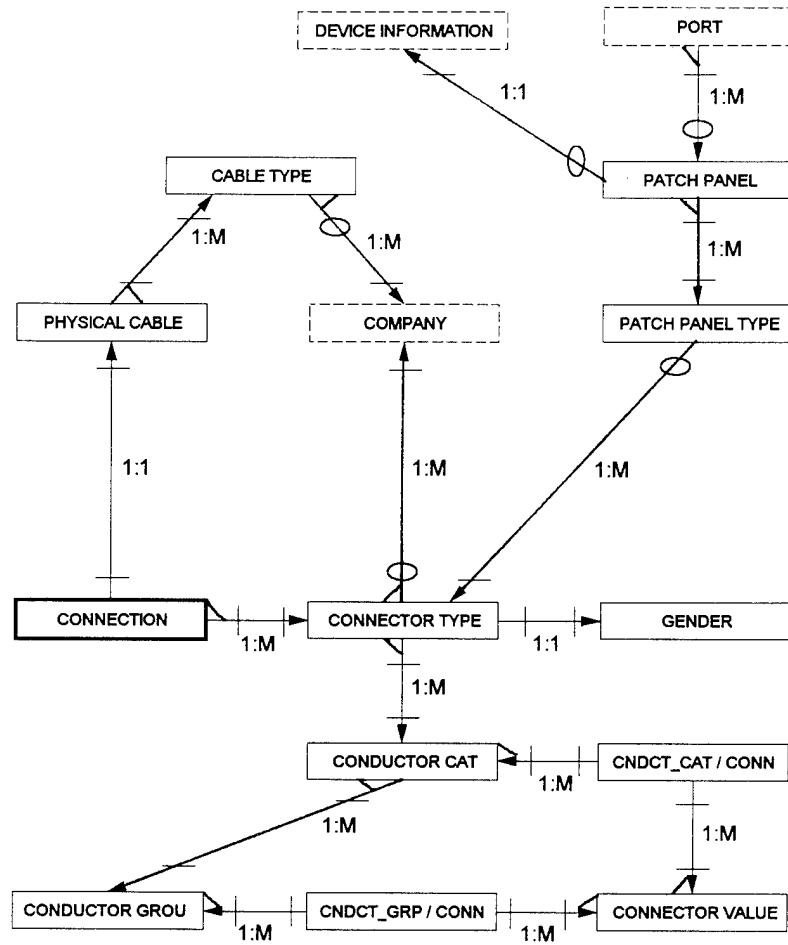 DEVICE INFORMATION
PORT
1:1
1:M
CABLE TYPE
PATCH PANEL
1:M
1:M
1:M
PHYSICAL CABLE
COMPANY
PATCH PANEL TYPE
1:1
1:M
1:M
CONNECTION
CONNECTOR TYPE
GENDER
1:M
1:1
1:M
CONDUCTOR CAT
CNDCT_CAT / CONN
1:M
1:M
1:M
CONDUCTOR GROU
CNDCT_GRP / CONN
CONNECTOR VALUE
1:M
1:M